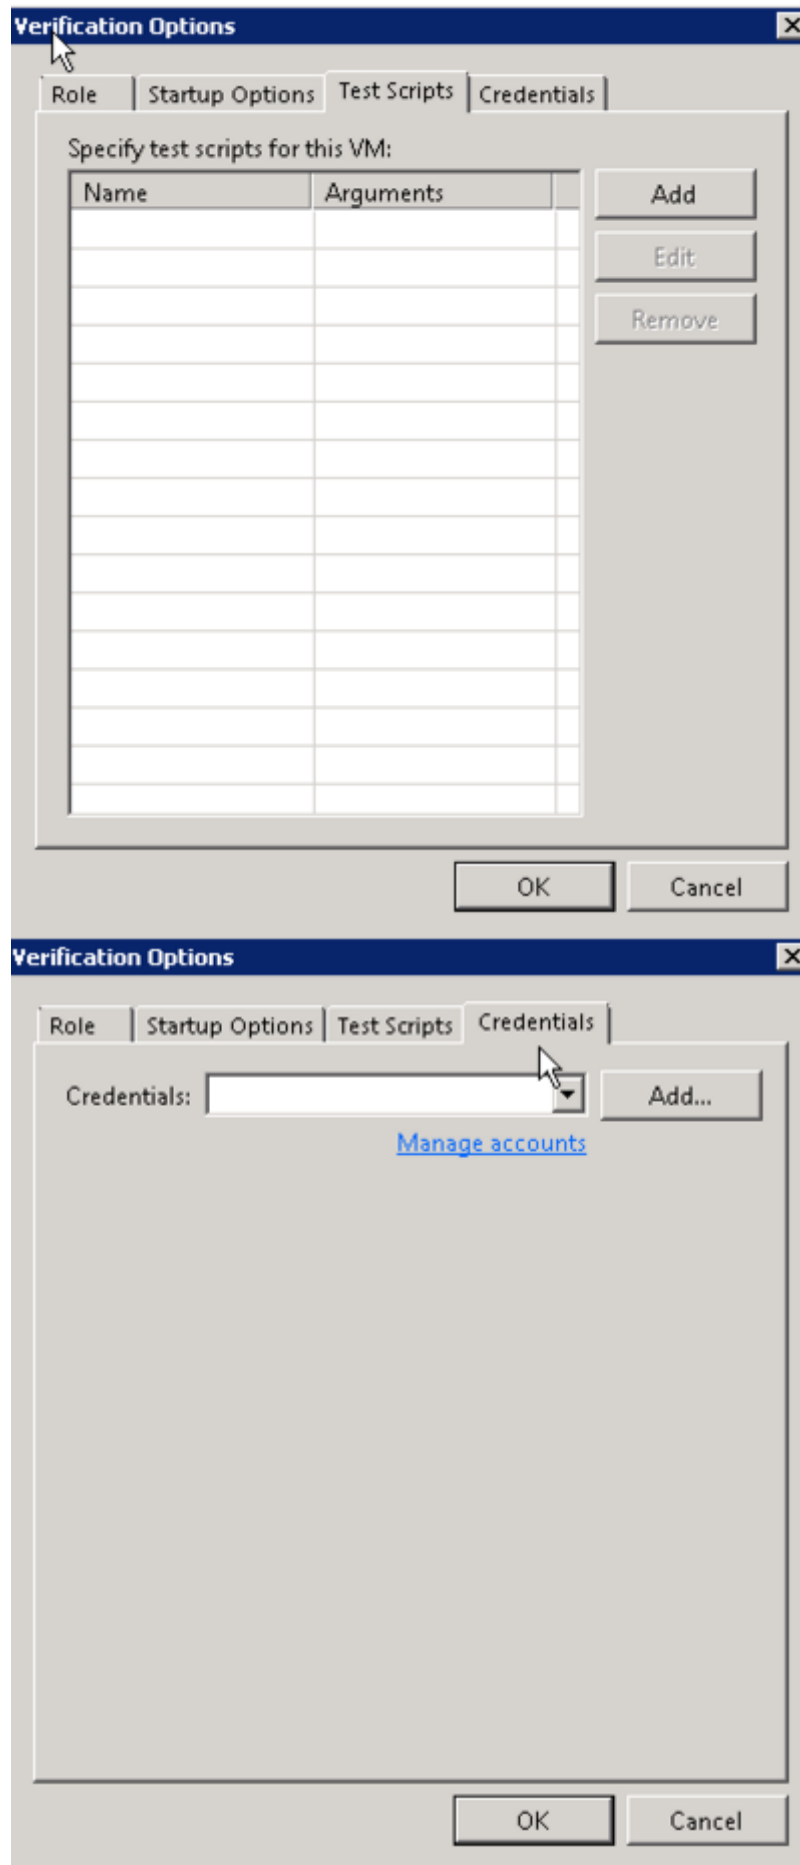 Verification Options
Role Startup Options Test Scripts Credentials
Specify test scripts for this VM:
Name Arguments Add
Edit
Remove
OK Cancel
Verification Options
Role Startup Options Test Scripts Credentials
Credentials: Add...
Manage accounts
OK Cancel